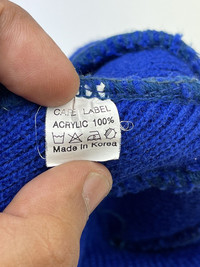 CARE LABEL
ACRYLIC 100%
Made in Korea